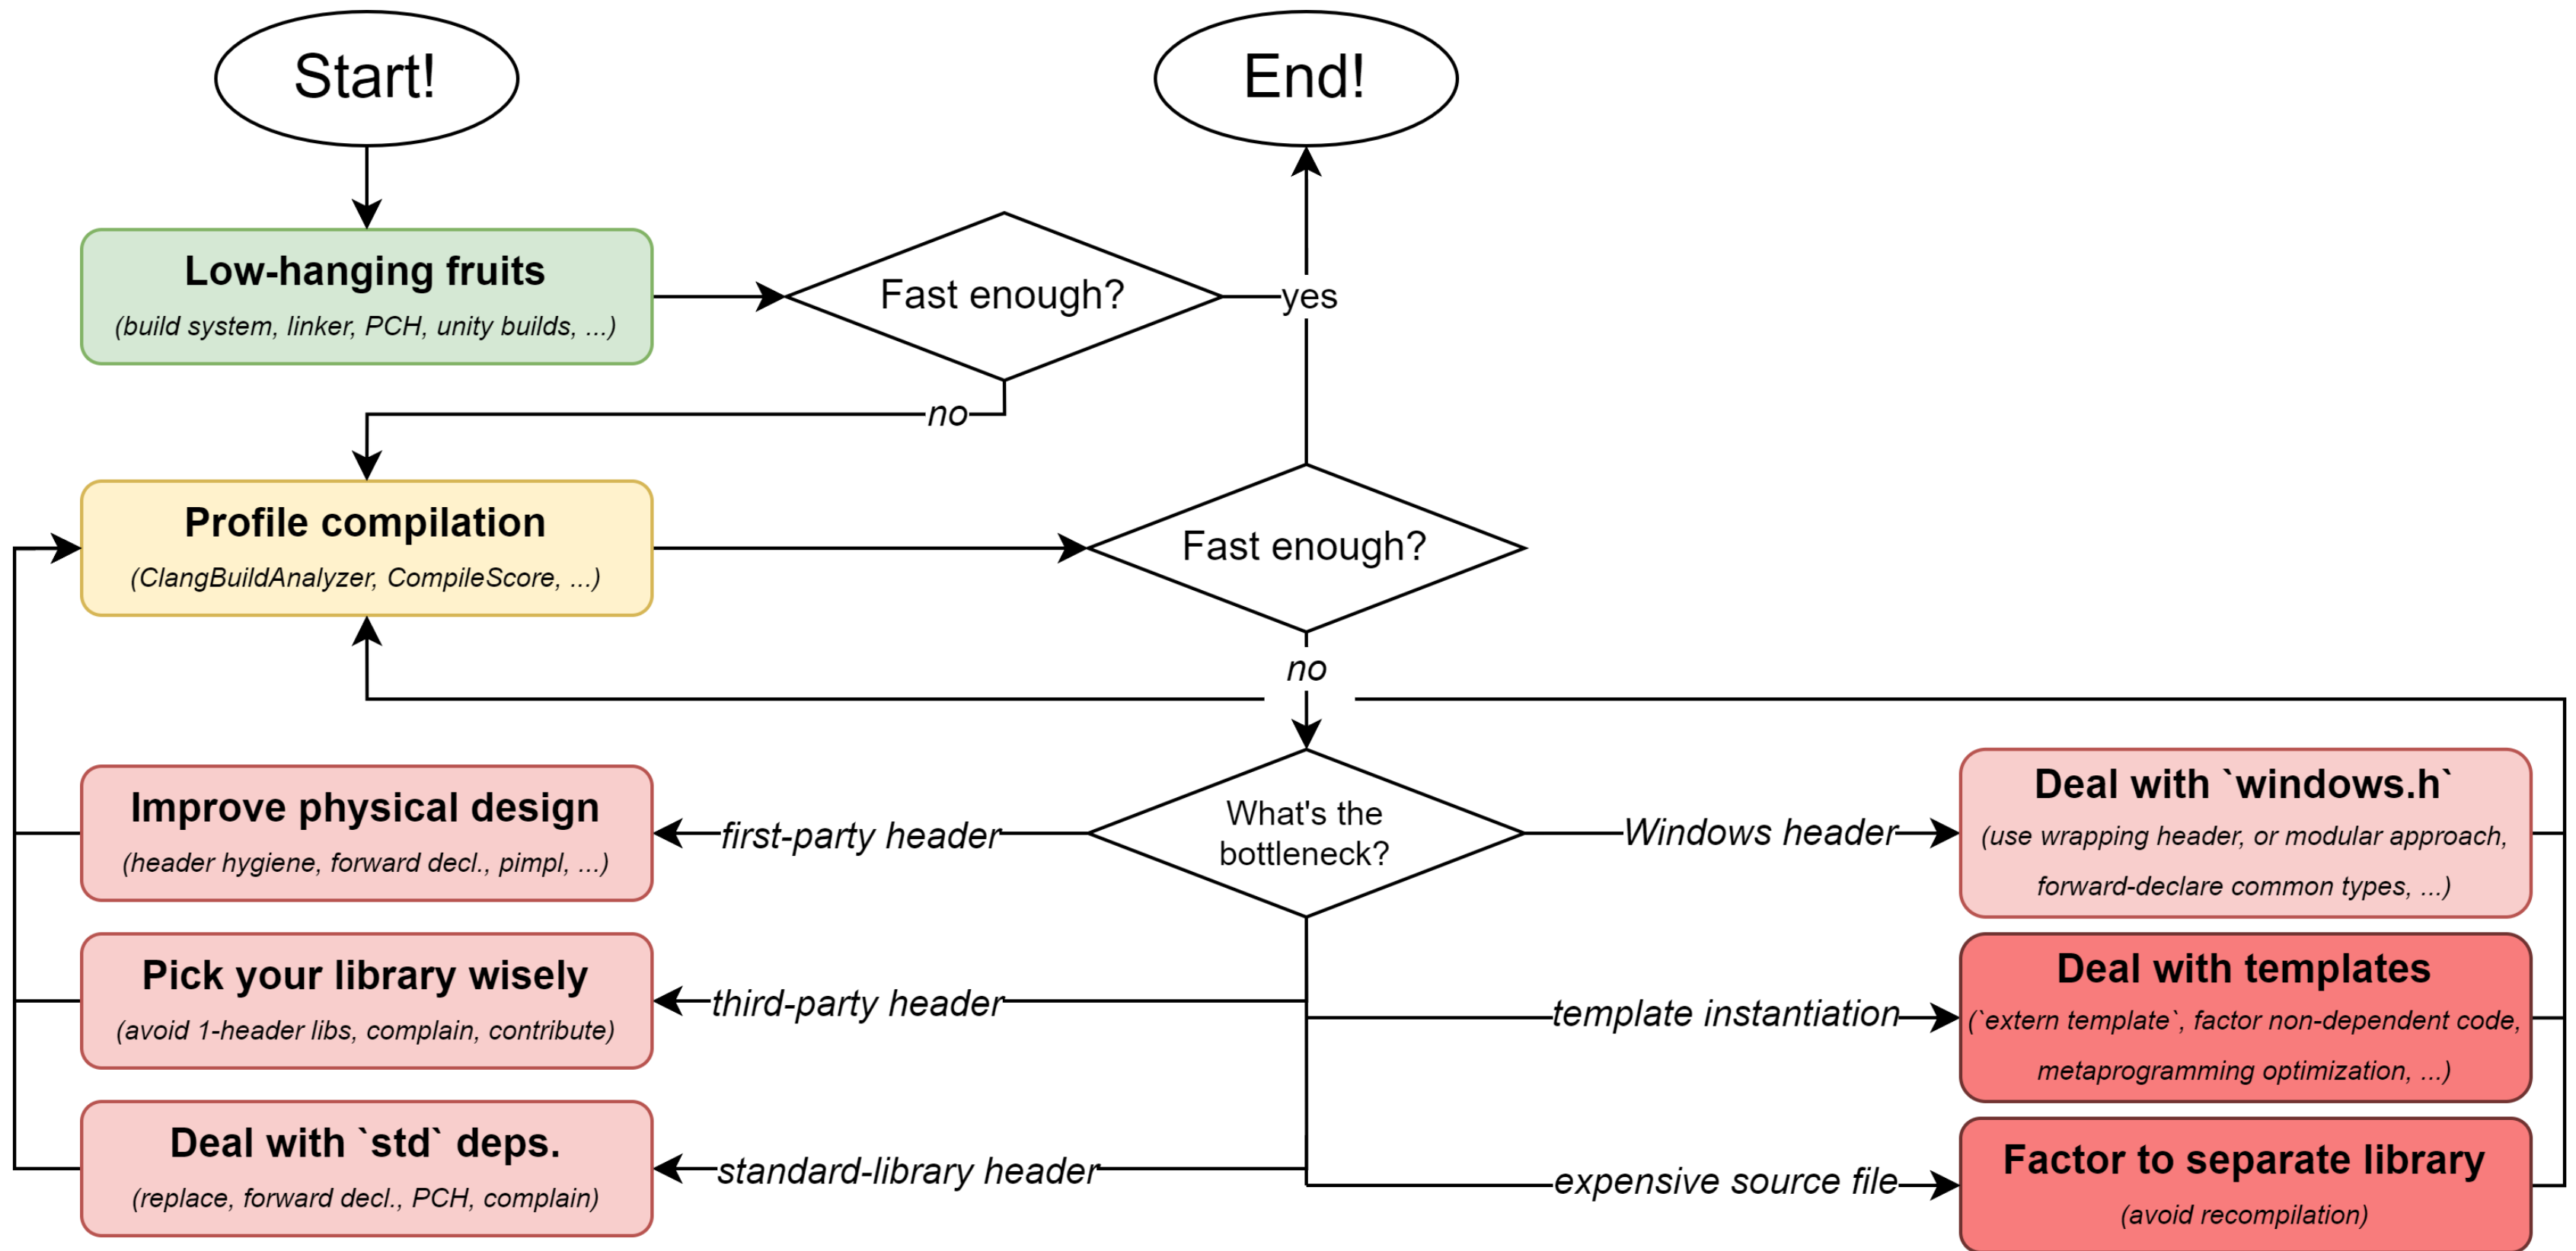 Start!
End!
Low-hanging fruits
(build system, linker, PCH, unity builds, ...)
Fast enough?
yes
no
Profile compilation
(ClangBuildAnalyzer, CompileScore, ...)
Fast enough?
no
What's the
bottleneck?
first-party header
Improve physical design
(header hygiene, forward decl., pimpl, ...)
third-party header
Pick your library wisely
(avoid 1-header libs, complain, contribute)
standard-library header
Deal with `std` deps.
(replace, forward decl., PCH, complain)
Windows header
Deal with `windows.h`
(use wrapping header, or modular approach,
forward-declare common types, ...)
template instantiation
Deal with templates
(`extern template`, factor non-dependent code,
metaprogramming optimization, ...)
expensive source file
Factor to separate library
(avoid recompilation)